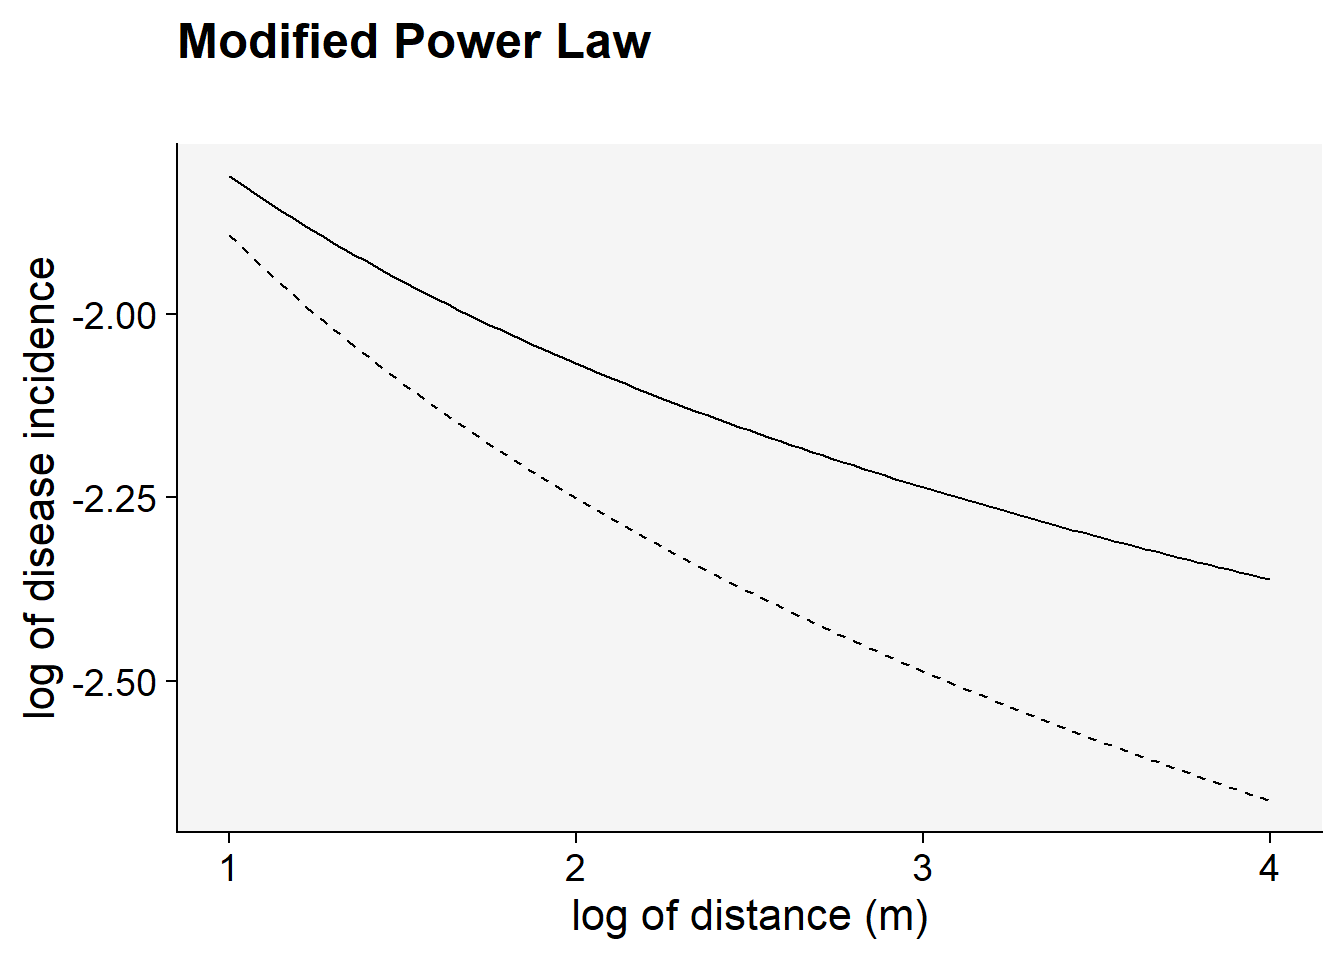 Modified Power Law
log of disease incidence
-2.00
-2.25
-2.50
1 2 3 4
log of distance (m)